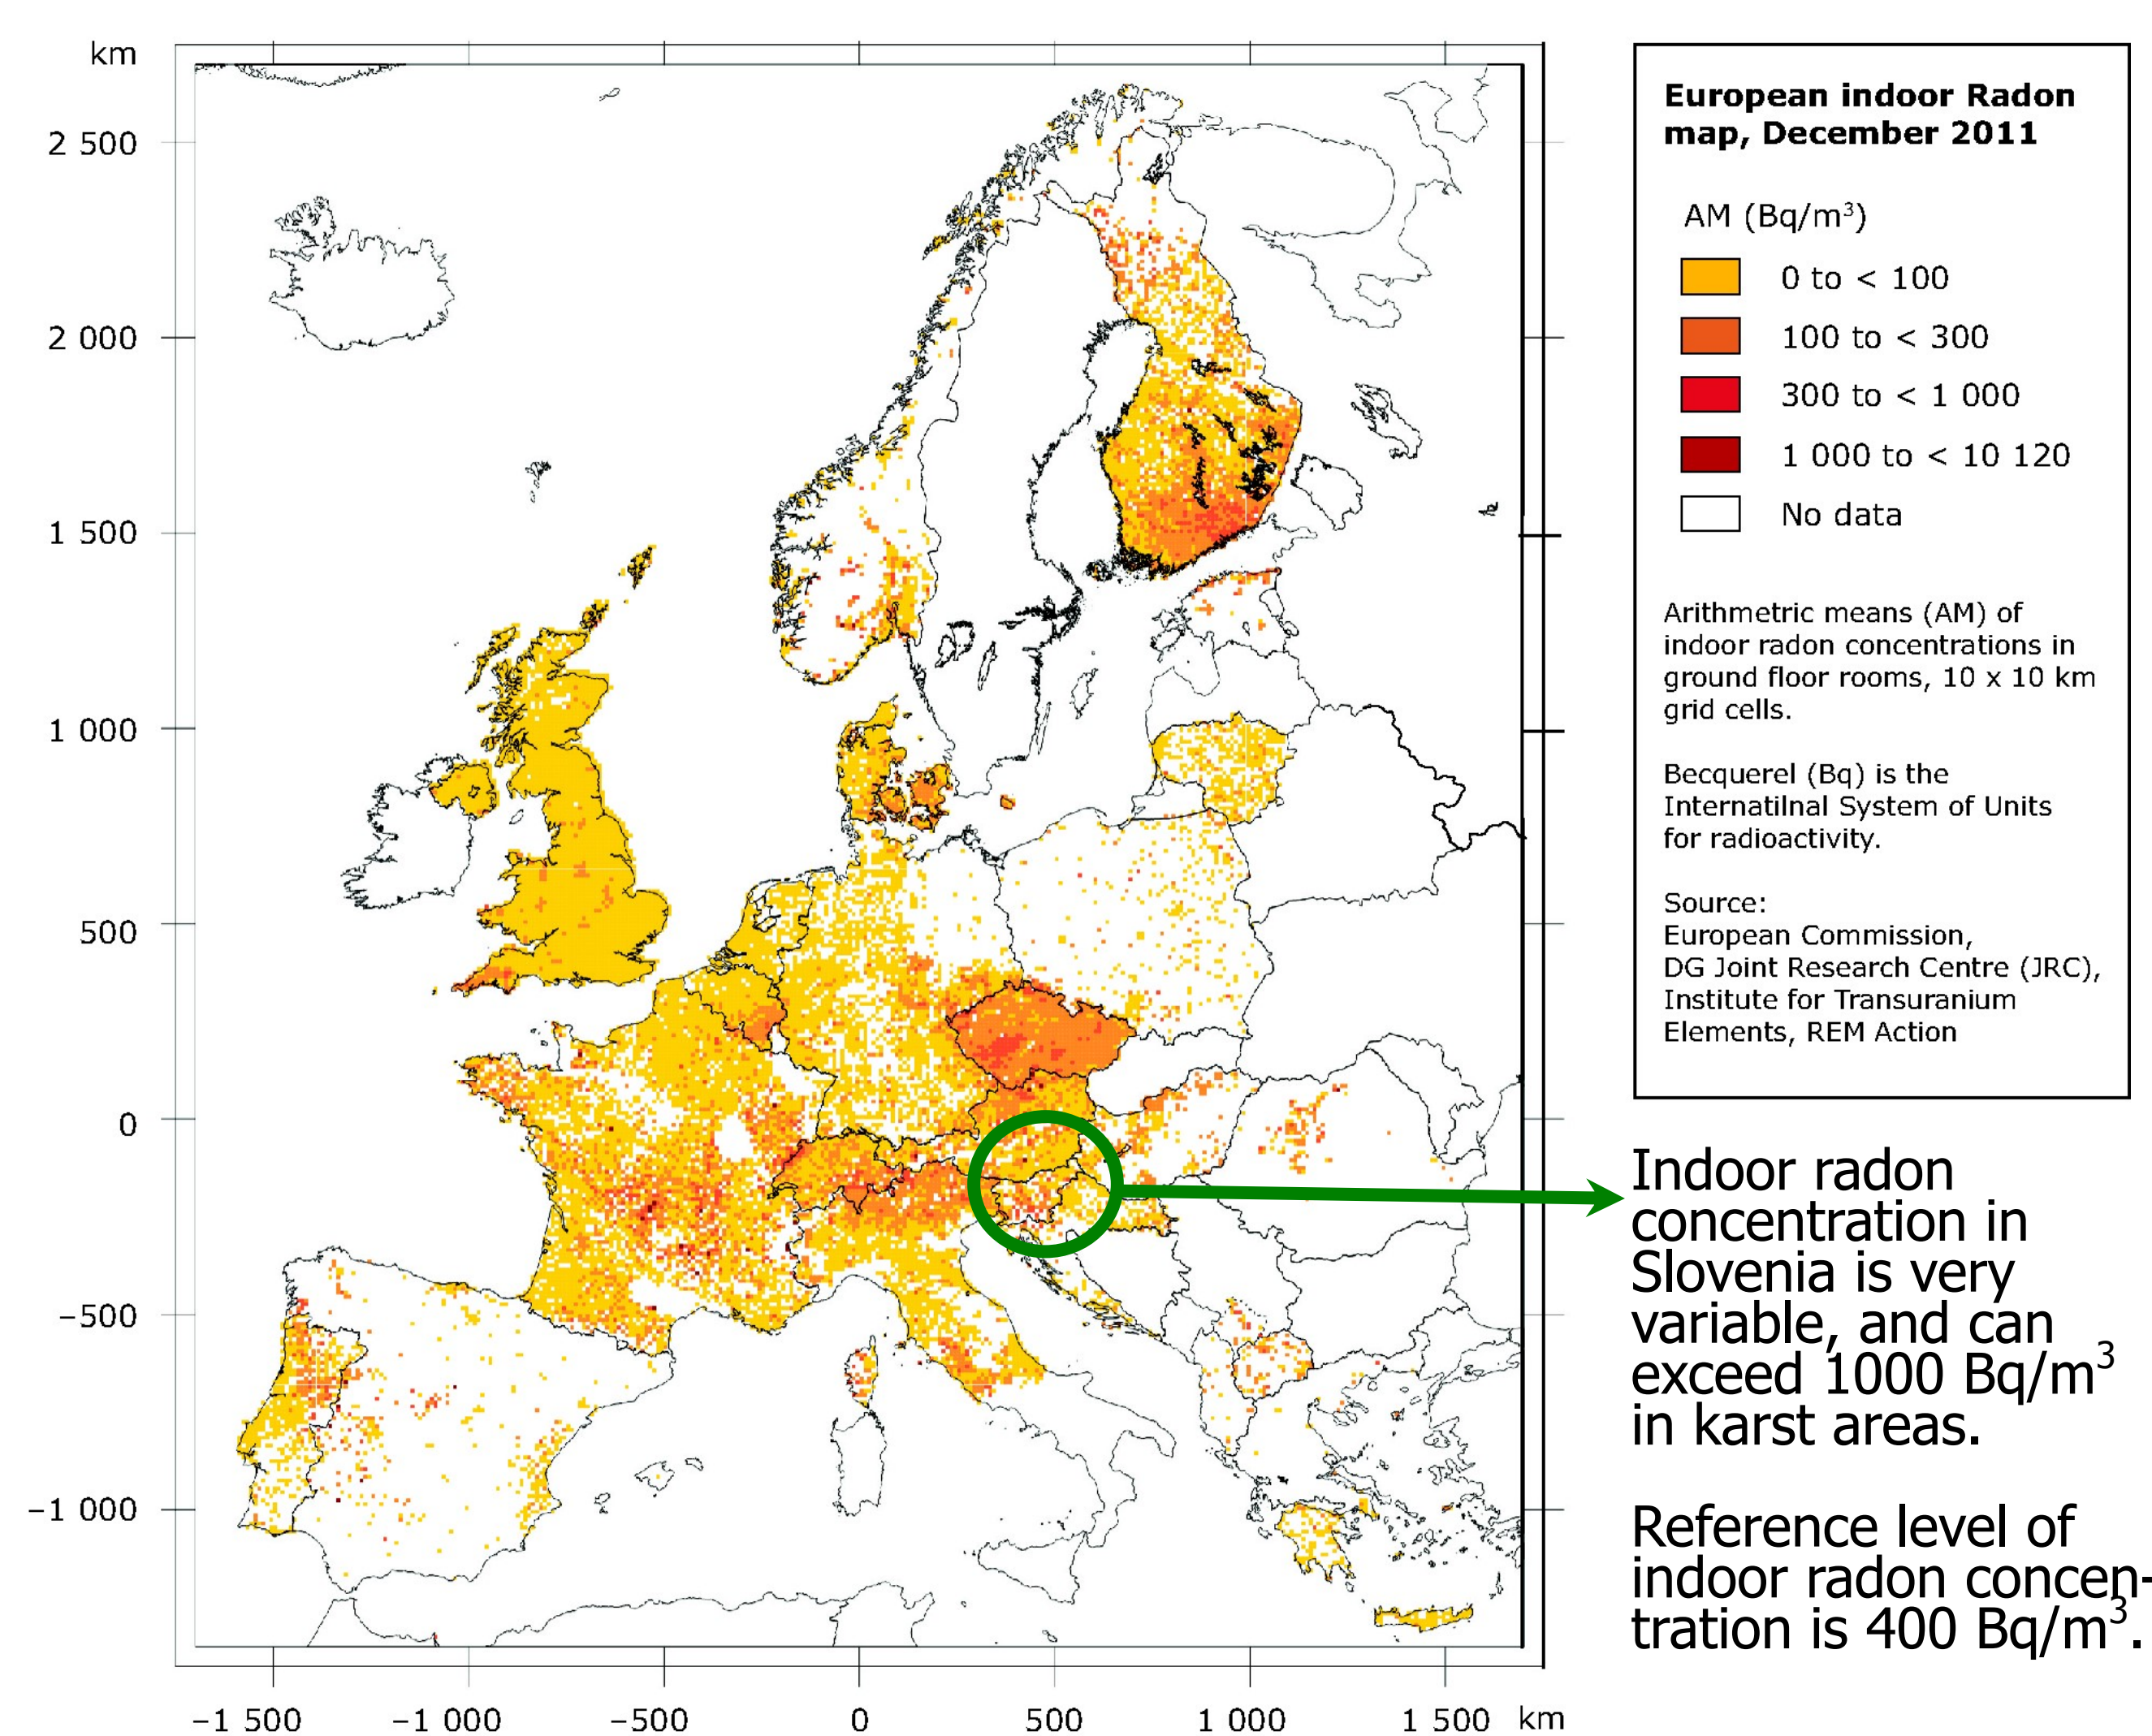 km
2 500
2 000
1 500
1 000
500
0
−500
−1 000
−1 500
−1 000
−500
0
500
1 000
1 500
km
European indoor Radon
map, December 2011
AM (Bq/m³)
0 to < 100
100 to < 300
300 to < 1 000
1 000 to < 10 120
No data
Arithmetric means (AM) of
indoor radon concentrations in
ground floor rooms, 10 x 10 km
grid cells.
Becquerel (Bq) is the
Internatilnal System of Units
for radioactivity.
Source:
European Commission,
DG Joint Research Centre (JRC),
Institute for Transuranium
Elements, REM Action
Indoor radon
concentration in
Slovenia is very
variable, and can
exceed 1000 Bq/m³
in karst areas.
Reference level of
indoor radon concen-
tration is 400 Bq/m³.